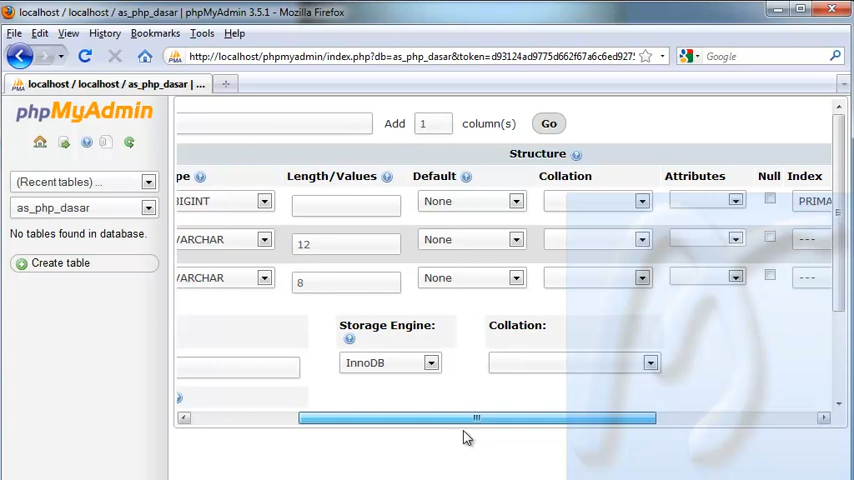 localhost / localhost / as_php_dasar | phpMyAdmin 3.5.1 - Mozilla Firefox
File Edit View History Bookmarks Tools Help
http://localhost/phpmyadmin/index.php?db=as_php_dasar&token=d93124ad9775d662f67a6c6ed927 Google
localhost / localhost / as_php_dasar | ...
phpMyAdmin
Add 1 column(s) Go
Structure
(Recent tables) ...
ype Length/Values Default Collation Attributes Null Index
as_php_dasar
BIGINT None PRIMA
No tables found in database.
VARCHAR 12 None ---
Create table
VARCHAR 8 None ---
Storage Engine: Collation:
InnoDB